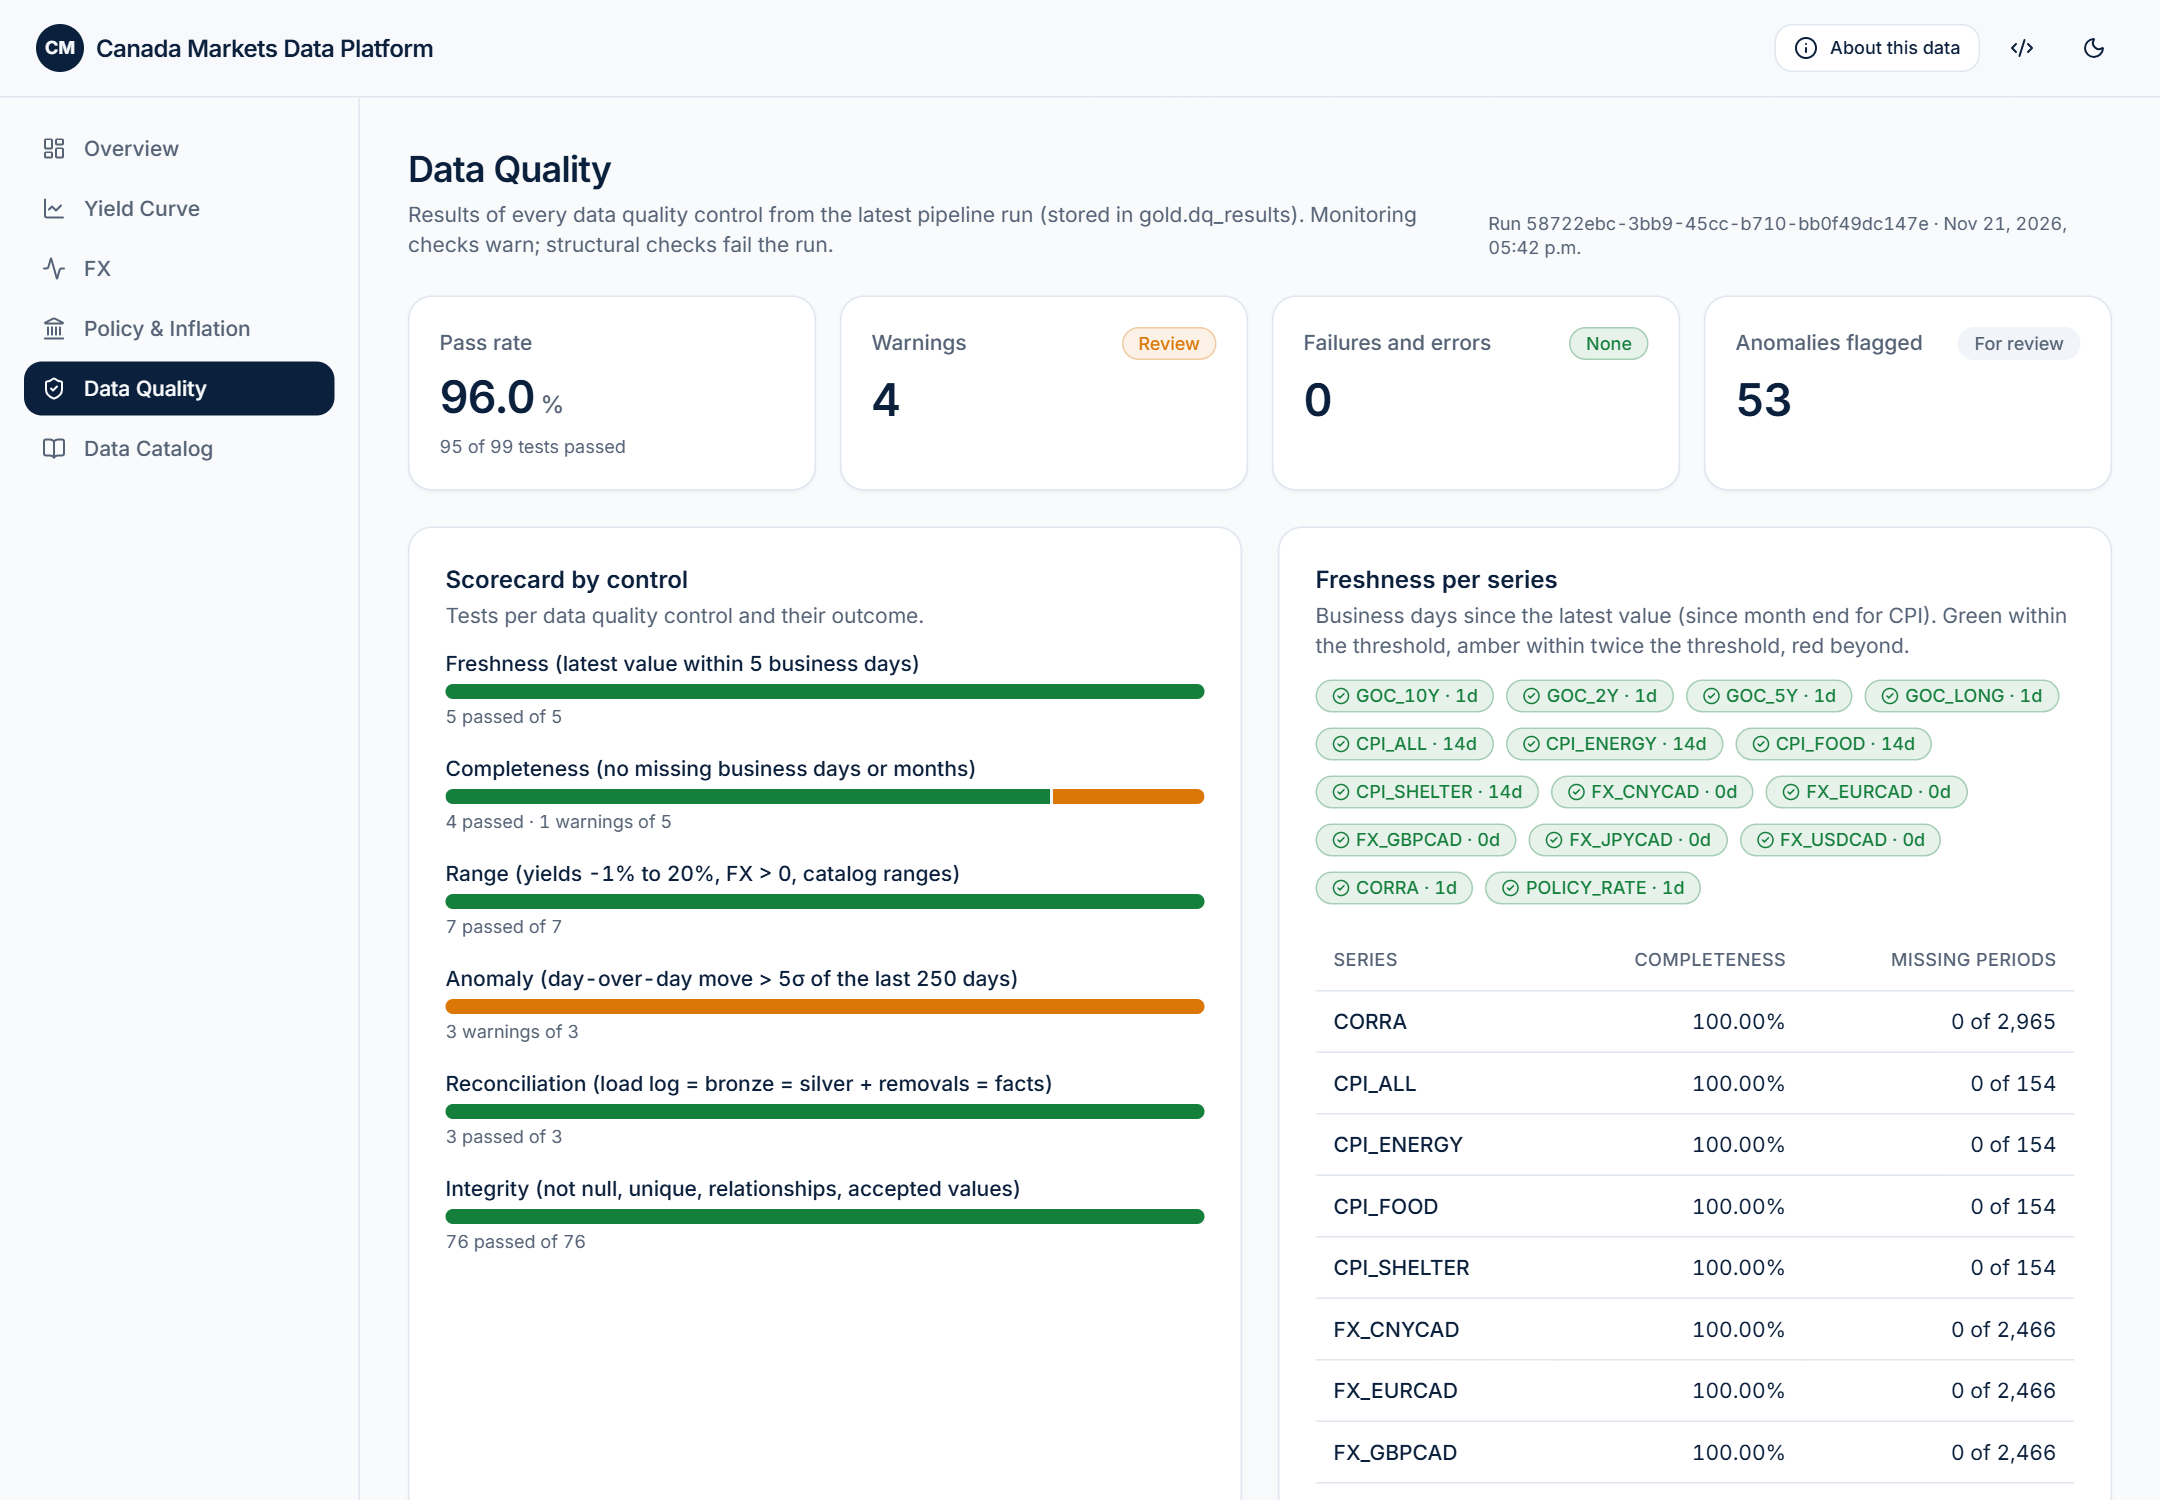 CM Canada Markets Data Platform
About this data
Overview
Yield Curve
FX
Policy & Inflation
Data Quality
Data Catalog
Data Quality
Results of every data quality control from the latest pipeline run (stored in gold.dq_results). Monitoring
checks warn; structural checks fail the run.
Run 58722ebc-3bb9-45cc-b710-bb0f49dc147e · Nov 21, 2026,
05:42 p.m.
Pass rate
96.0 %
95 of 99 tests passed
Warnings
Review
4
Failures and errors
None
0
Anomalies flagged
For review
53
Scorecard by control
Tests per data quality control and their outcome.
Freshness (latest value within 5 business days)
5 passed of 5
Completeness (no missing business days or months)
4 passed · 1 warnings of 5
Range (yields -1% to 20%, FX > 0, catalog ranges)
7 passed of 7
Anomaly (day-over-day move > 5σ of the last 250 days)
3 warnings of 3
Reconciliation (load log = bronze = silver + removals = facts)
3 passed of 3
Integrity (not null, unique, relationships, accepted values)
76 passed of 76
Freshness per series
Business days since the latest value (since month end for CPI). Green within
the threshold, amber within twice the threshold, red beyond.
GOC_10Y · 1d GOC_2Y · 1d GOC_5Y · 1d GOC_LONG · 1d
CPI_ALL · 14d CPI_ENERGY · 14d CPI_FOOD · 14d
CPI_SHELTER · 14d FX_CNYCAD · 0d FX_EURCAD · 0d
FX_GBPCAD · 0d FX_JPYCAD · 0d FX_USDCAD · 0d
CORRA · 1d POLICY_RATE · 1d
SERIES COMPLETENESS MISSING PERIODS
CORRA 100.00% 0 of 2,965
CPI_ALL 100.00% 0 of 154
CPI_ENERGY 100.00% 0 of 154
CPI_FOOD 100.00% 0 of 154
CPI_SHELTER 100.00% 0 of 154
FX_CNYCAD 100.00% 0 of 2,466
FX_EURCAD 100.00% 0 of 2,466
FX_GBPCAD 100.00% 0 of 2,466